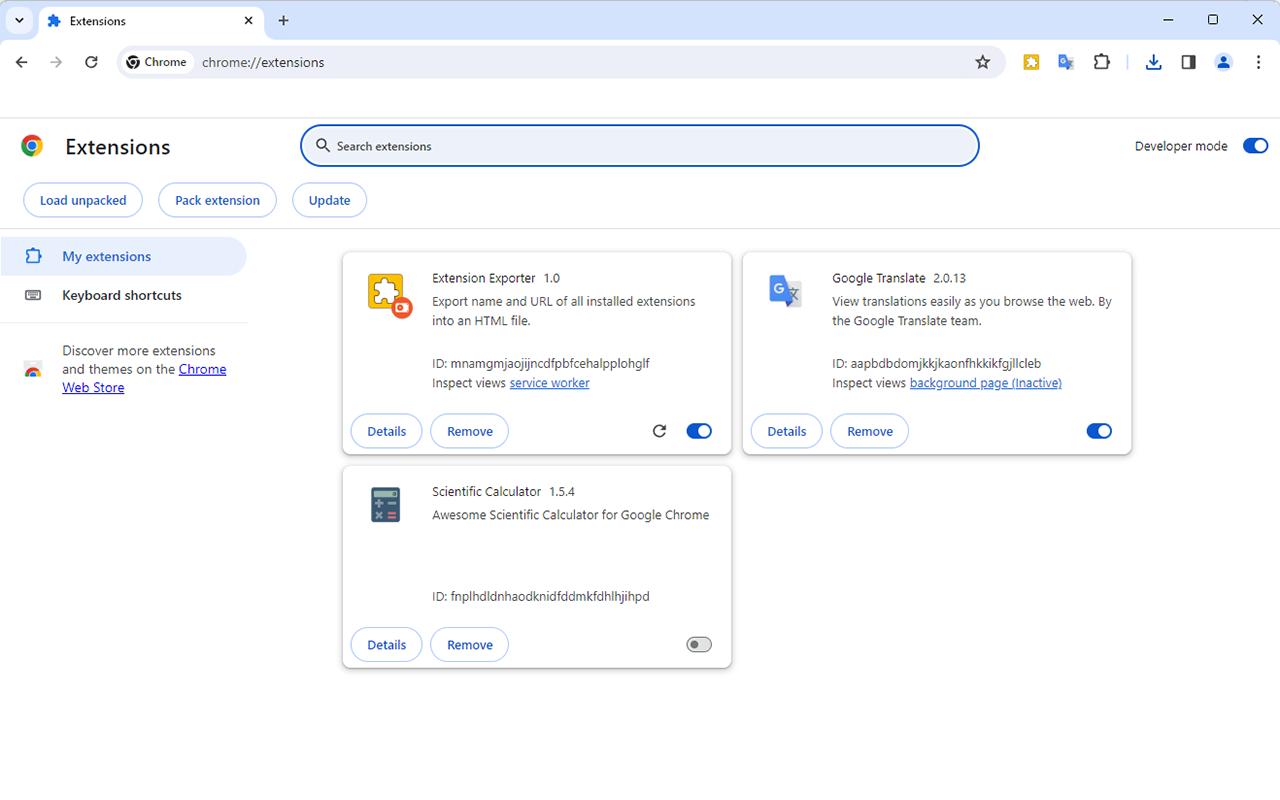 Extensions
Chrome chrome://extensions
Extensions
Search extensions
Developer mode
Load unpacked
Pack extension
Update
My extensions
Keyboard shortcuts
Discover more extensions
and themes on the Chrome
Web Store
Extension Exporter 1.0
Export name and URL of all installed extensions
into an HTML file.
ID: mnamgmjaojijncdfpbfcehalpplohglf
Inspect views service worker
Details
Remove
Google Translate 2.0.13
View translations easily as you browse the web. By
the Google Translate team.
ID: aapbdbdomjkkjkaonfhkkikfgjllcleb
Inspect views background page (Inactive)
Details
Remove
Scientific Calculator 1.5.4
Awesome Scientific Calculator for Google Chrome
ID: fnplhdldnhaodknidfddmkfdhlhjihpd
Details
Remove